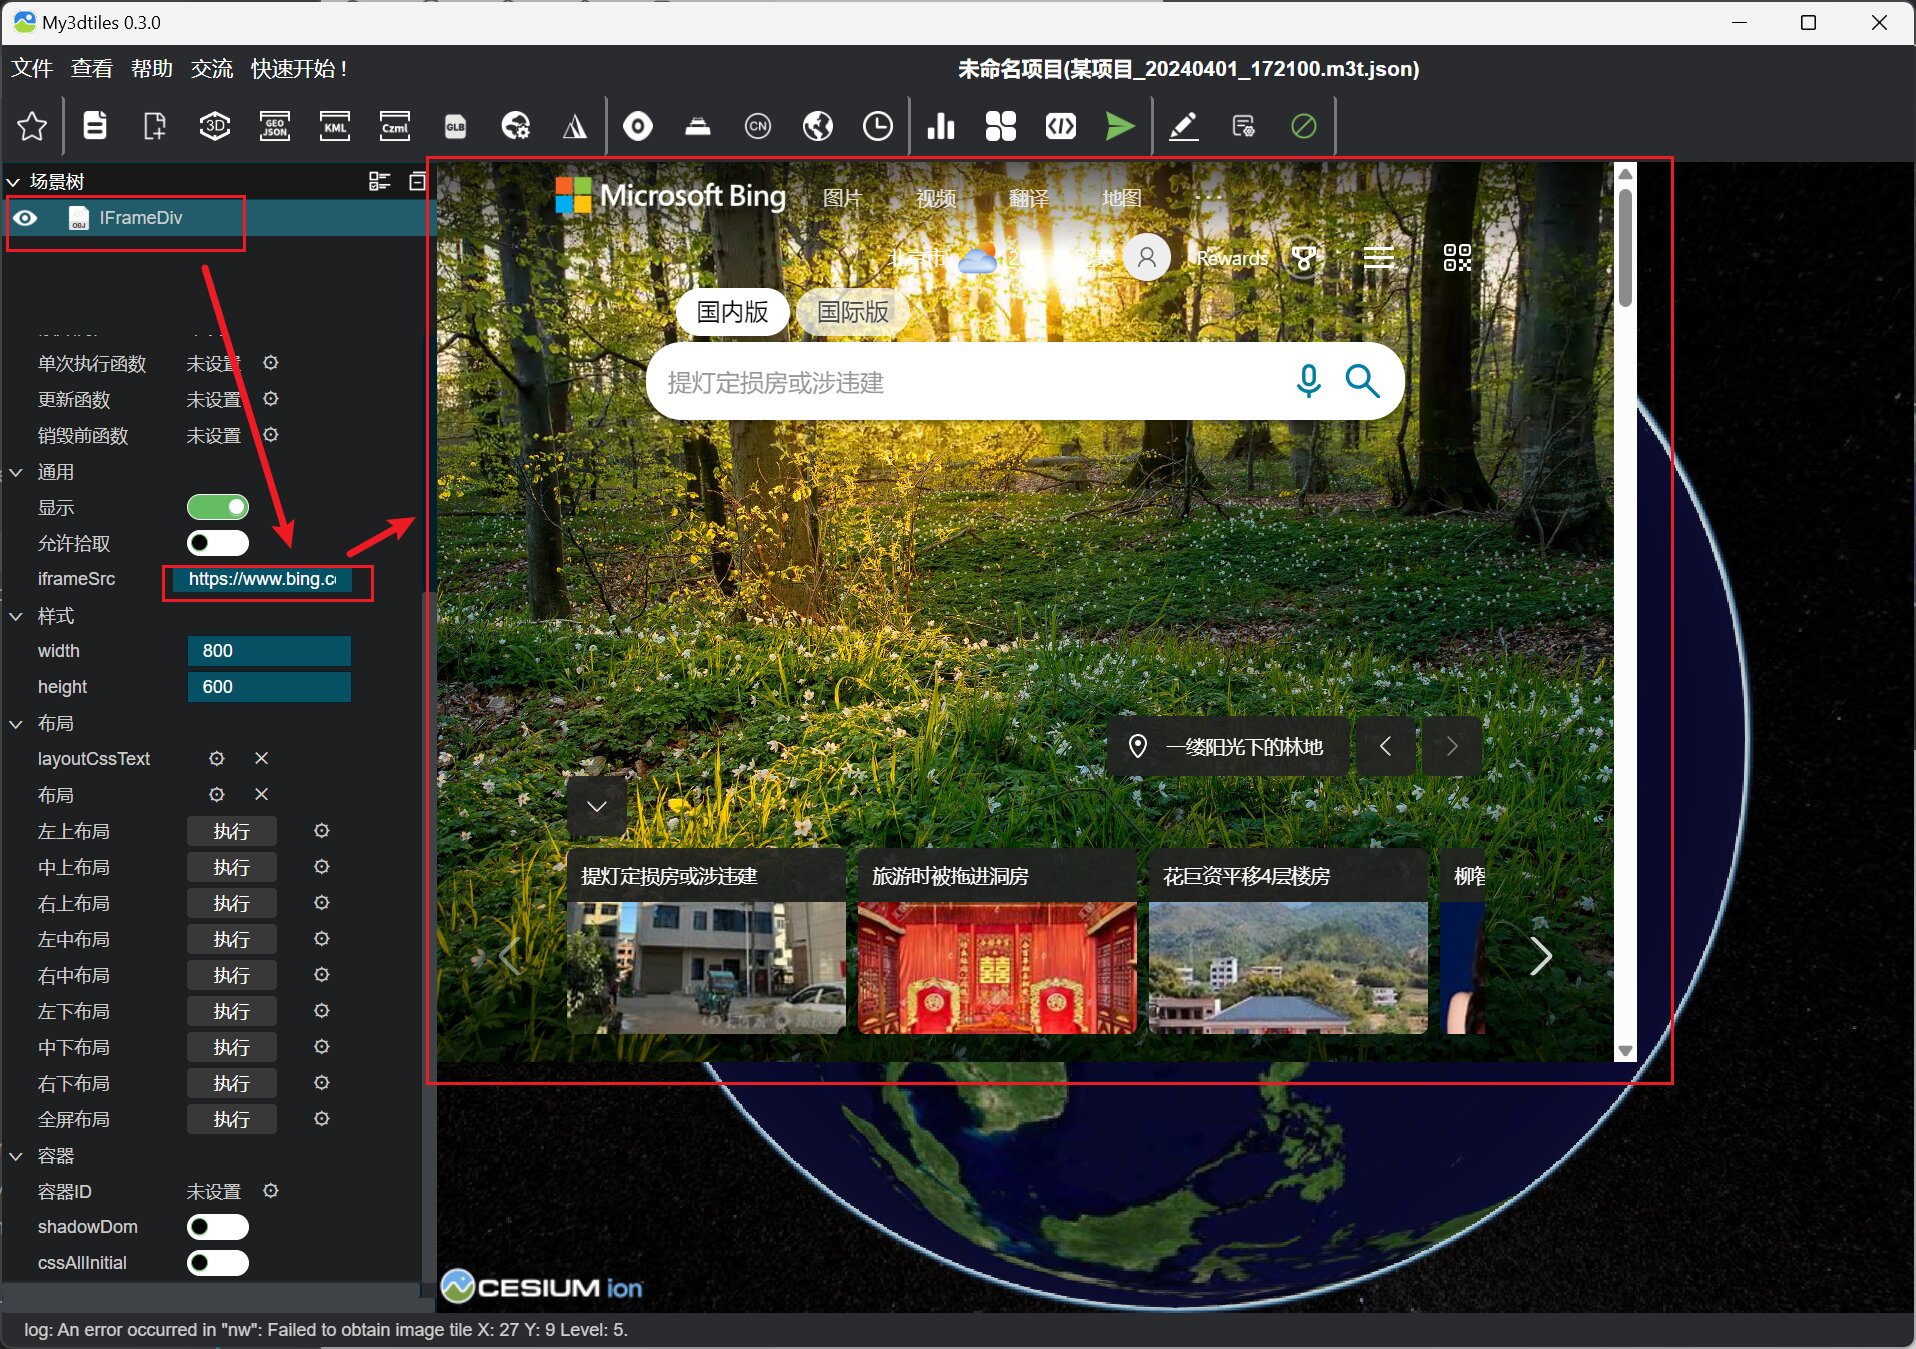 My3dtiles 0.3.0
文件 查看 帮助 交流 快速开始！
未命名项目(某项目_20240401_172100.m3t.json)
3D GEO JSON KML Czml GLB CN
场景树
OBJ IFrameDiv
单次执行函数 未设置
更新函数 未设置
销毁前函数 未设置
通用
显示
允许拾取
iframeSrc https://www.bing.c
样式
width 800
height 600
布局
layoutCssText
布局
左上布局 执行
中上布局 执行
右上布局 执行
左中布局 执行
右中布局 执行
左下布局 执行
中下布局 执行
右下布局 执行
全屏布局 执行
容器
容器ID 未设置
shadowDom
cssAllInitial
Microsoft Bing 图片 视频 翻译 地图 ...
北京市 Rewards
国内版 国际版
提灯定损房或涉违建
一缕阳光下的林地
提灯定损房或涉违建 旅游时被拖进洞房 花巨资平移4层楼房
CESIUM ion
log: An error occurred in "nw": Failed to obtain image tile X: 27 Y: 9 Level: 5.